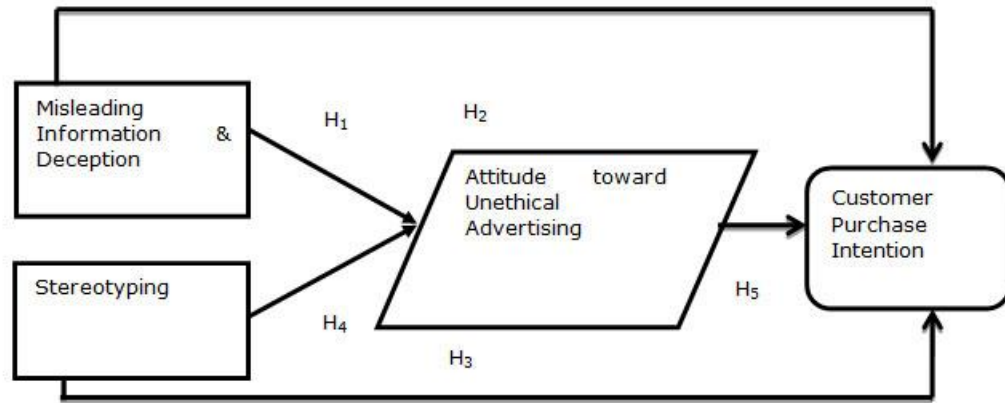 Misleading
Information &
Deception
H₁
H₂
Attitude toward
Unethical
Advertising
Customer
Purchase
Intention
Stereotyping
H₄
H₅
H₃